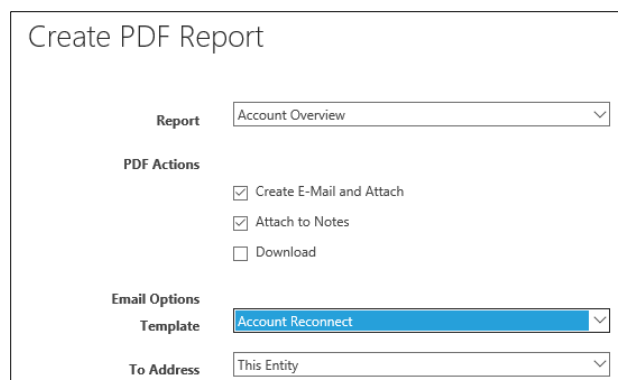 Create PDF Report
Report Account Overview
PDF Actions
Create E-Mail and Attach
Attach to Notes
Download
Email Options
Template Account Reconnect
To Address This Entity